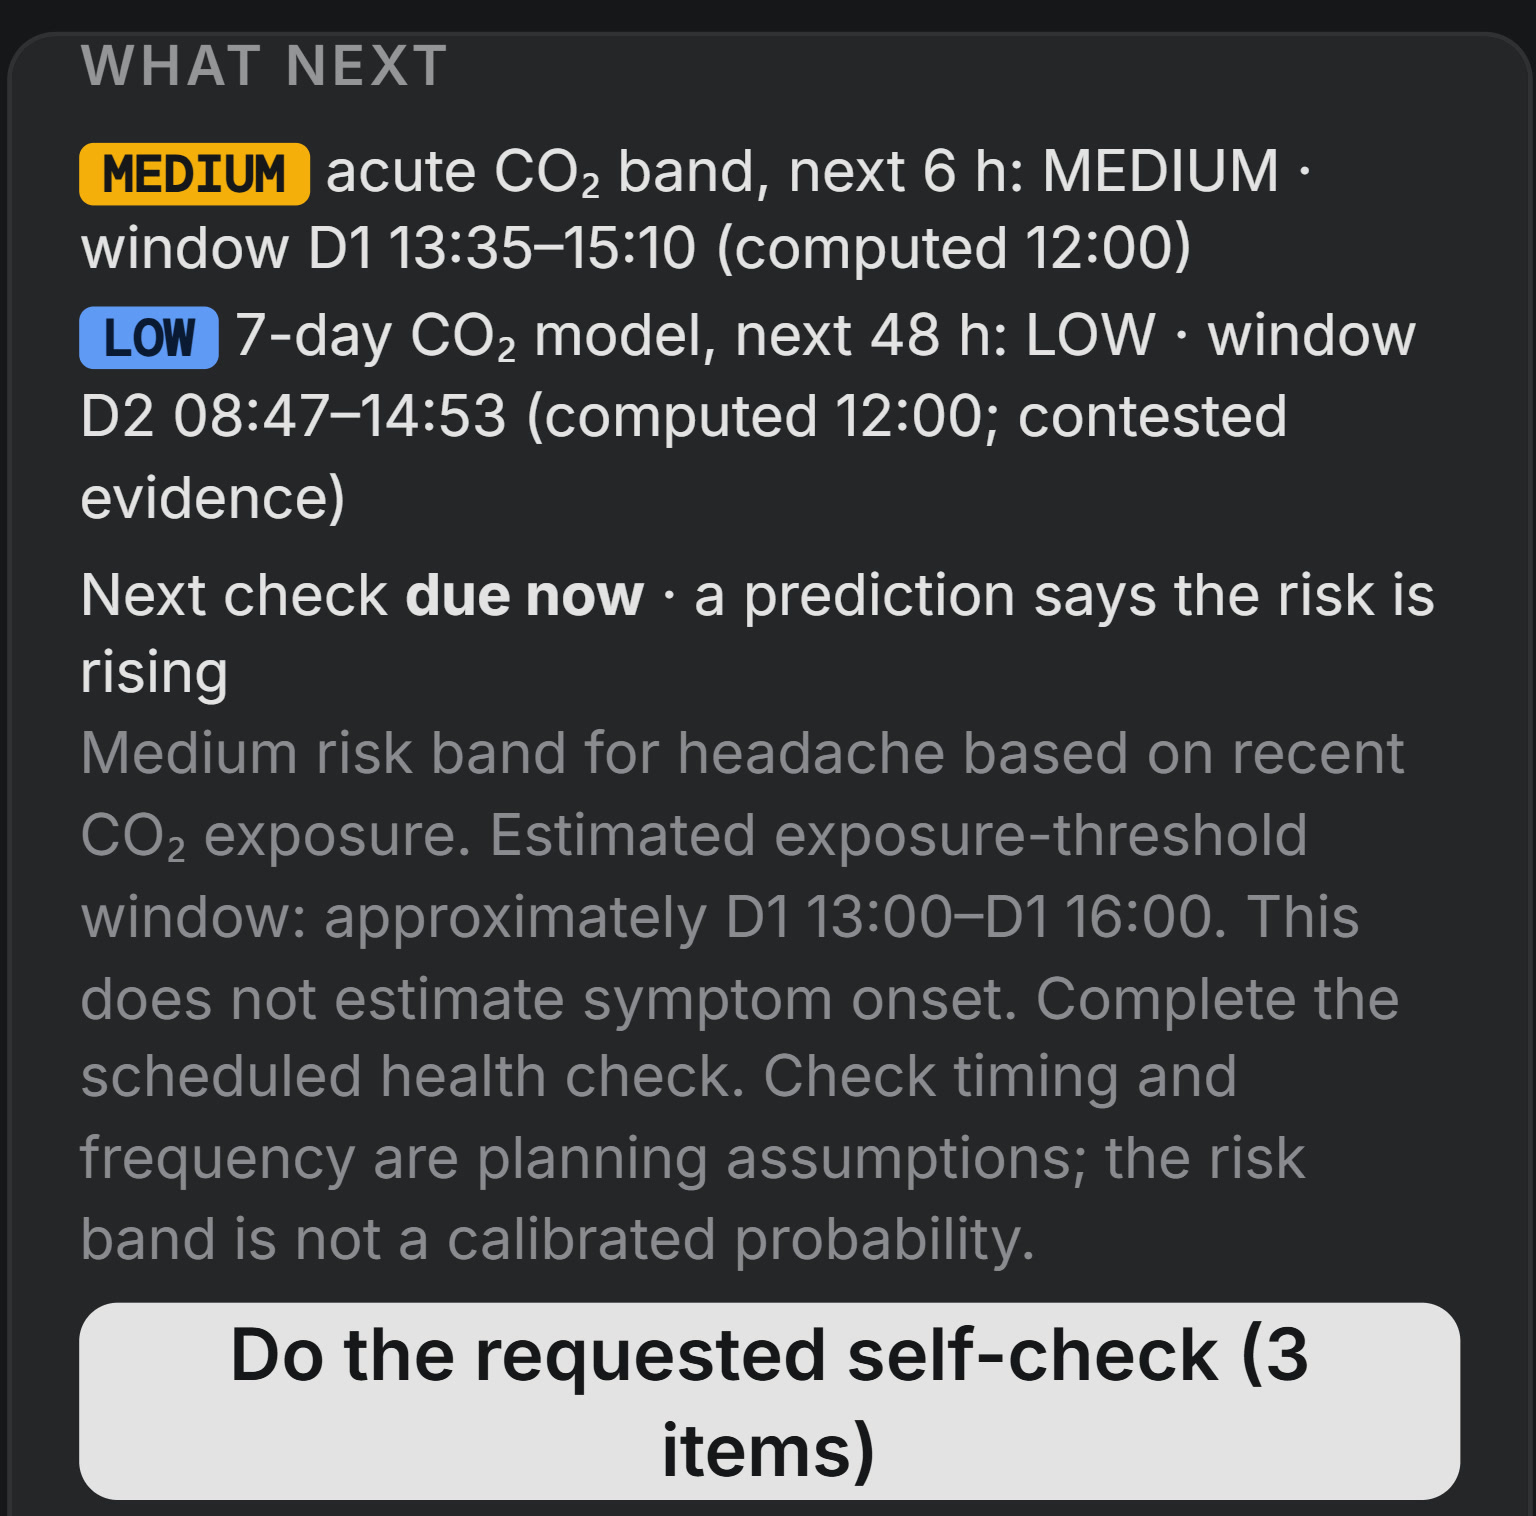 WHAT NEXT
MEDIUM acute CO₂ band, next 6 h: MEDIUM ·
window D1 13:35–15:10 (computed 12:00)
LOW 7-day CO₂ model, next 48 h: LOW · window
D2 08:47–14:53 (computed 12:00; contested
evidence)
Next check due now · a prediction says the risk is
rising
Medium risk band for headache based on recent
CO₂ exposure. Estimated exposure-threshold
window: approximately D1 13:00–D1 16:00. This
does not estimate symptom onset. Complete the
scheduled health check. Check timing and
frequency are planning assumptions; the risk
band is not a calibrated probability.
Do the requested self-check (3
items)